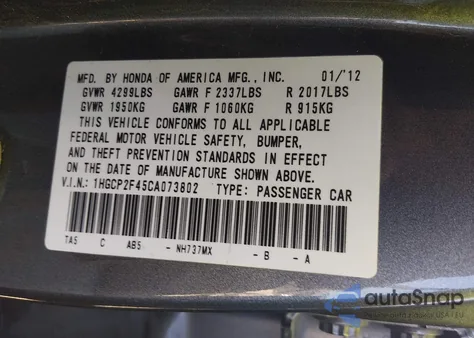 MFD. BY HONDA OF AMERICA MFG., INC. 01/'12
GVWR 4299LBS GAWR F 2337LBS R 2017LBS
GVWR 1950KG GAWR F 1060KG R 915KG
THIS VEHICLE CONFORMS TO ALL APPLICABLE
FEDERAL MOTOR VEHICLE SAFETY, BUMPER,
AND THEFT PREVENTION STANDARDS IN EFFECT
ON THE DATE OF MANUFACTURE SHOWN ABOVE.
V.I.N.: 1HGCP2F45CA073802 TYPE: PASSENGER CAR
TA5 C AB5 - NH737MX - B - A
autoSnap